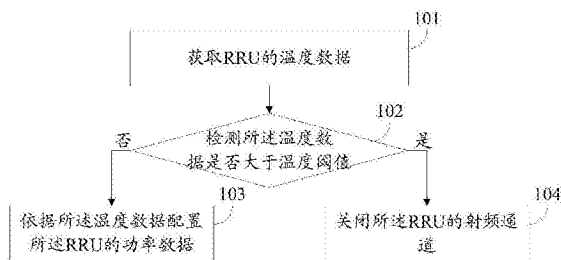 101
获取RRU的温度数据
102
否
检测所述温度数
据是否大于温度阀值
是
103
依据所述温度数据配置
所述RRU的功率数据
104
关闭所述RRU的射频通
道